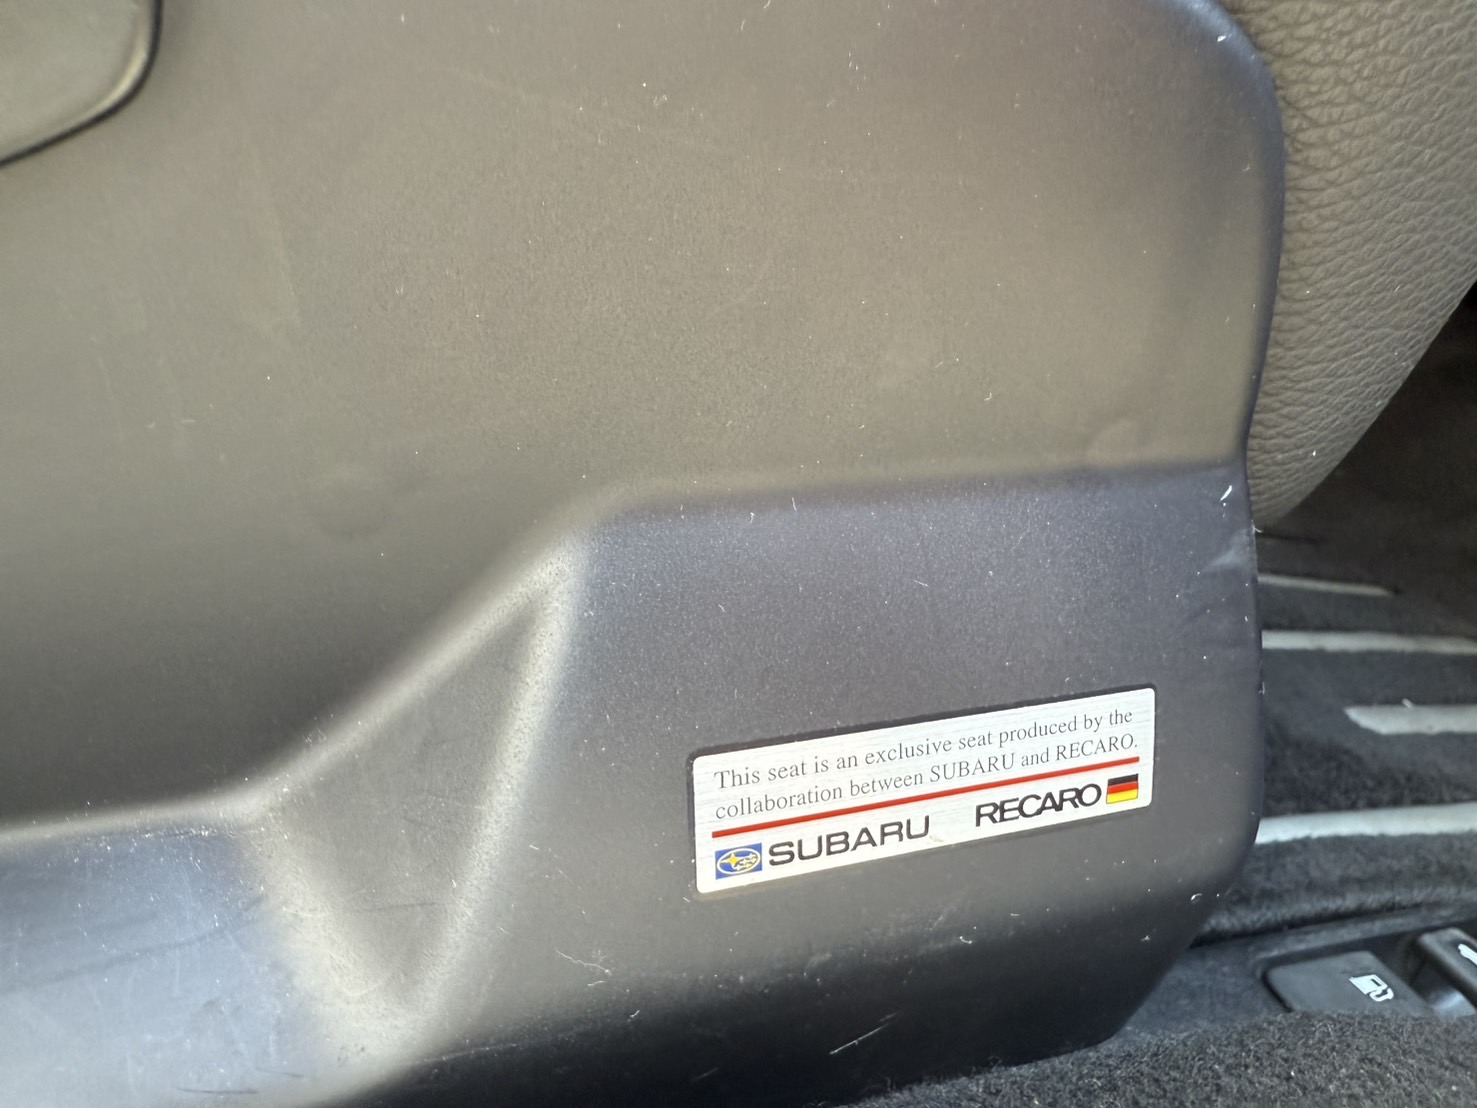 This seat is an exclusive seat produced by the
collaboration between SUBARU and RECARO.
SUBARU RECARO